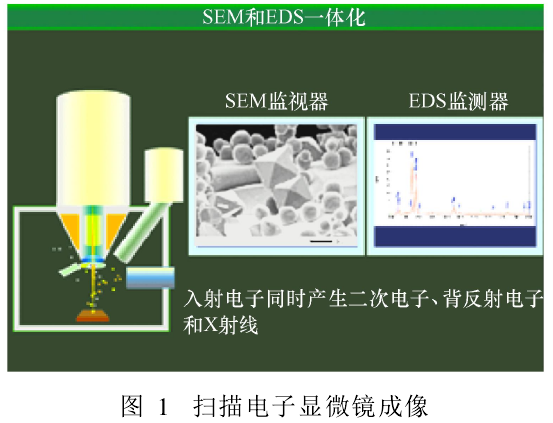 SEM和EDS一体化
SEM监视器
EDS监测器
入射电子同时产生二次电子、背反射电子
和X射线
图 1 扫描电子显微镜成像